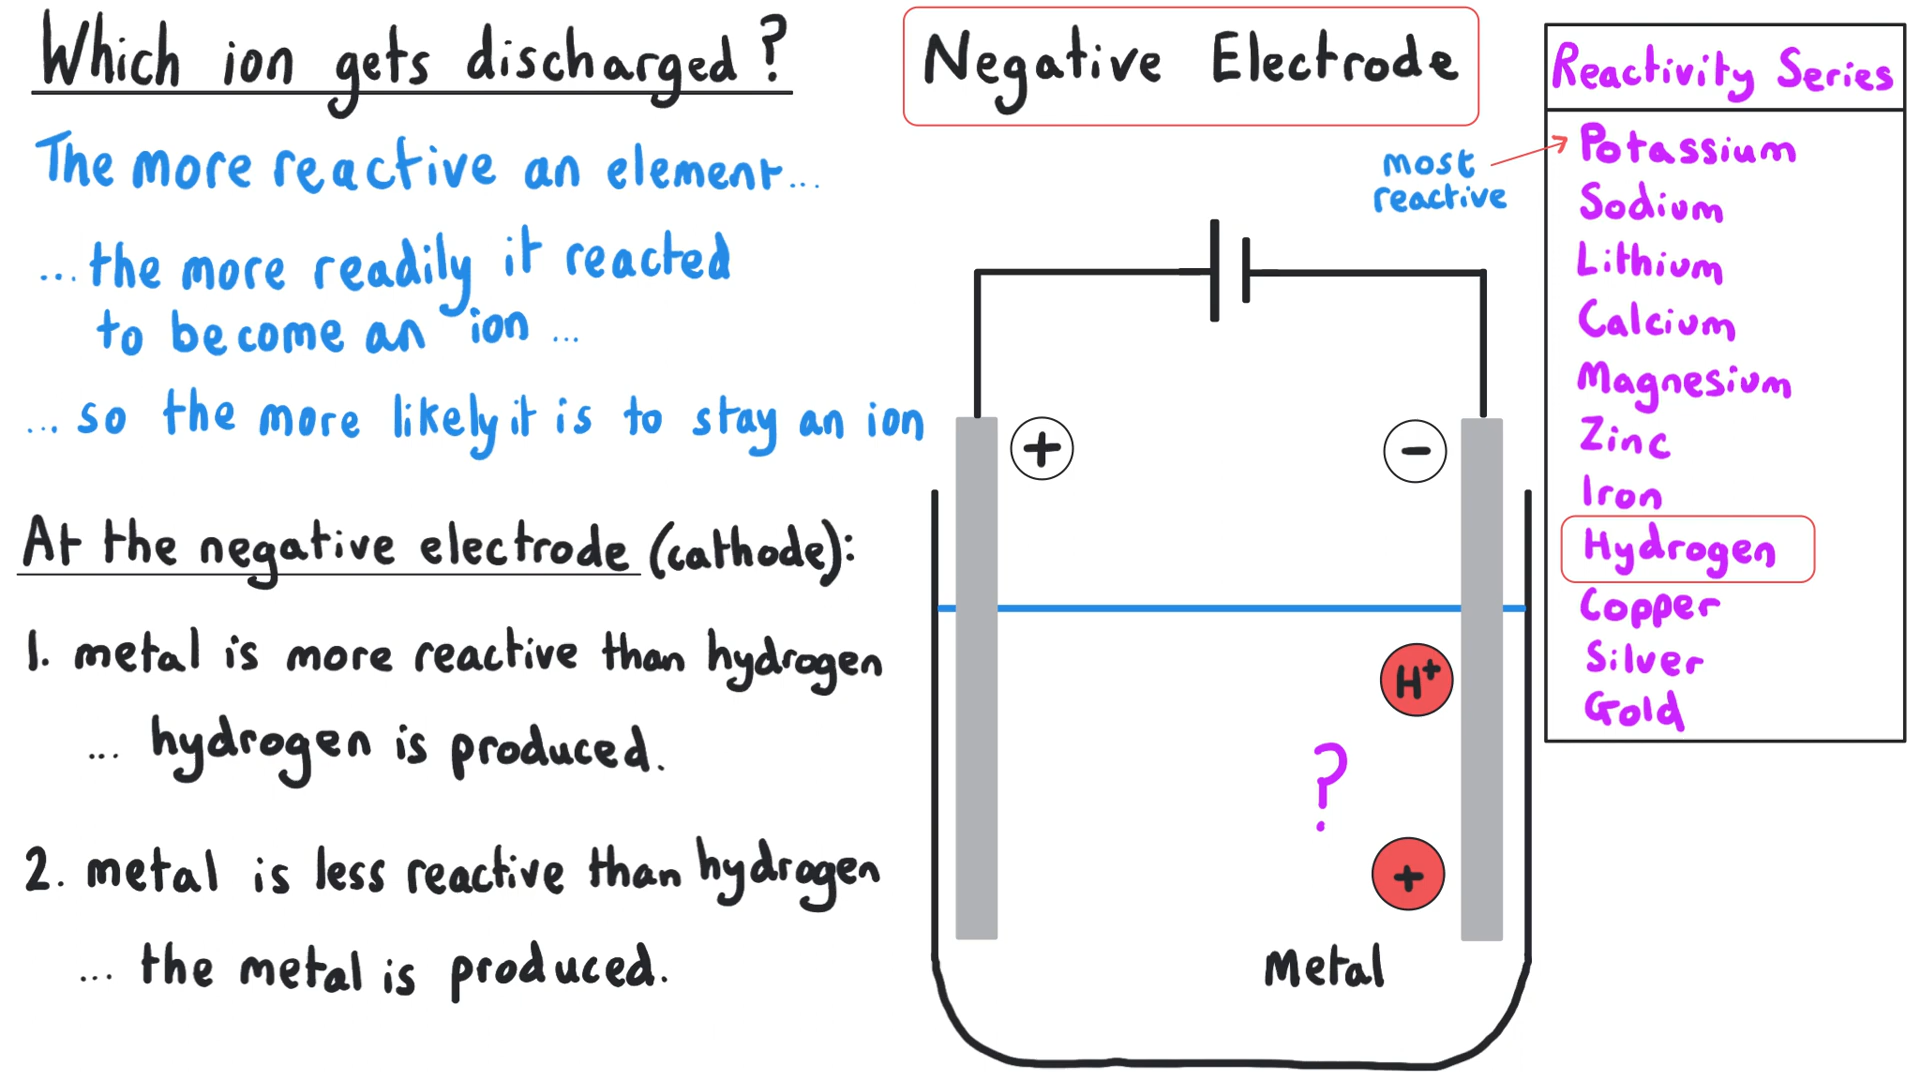 Which ion gets discharged?
The more reactive an element...
... the more readily it reacted
to become an ion ...
... so the more likely it is to stay an ion
At the negative electrode (cathode):
1. metal is more reactive than hydrogen
... hydrogen is produced.
2. metal is less reactive than hydrogen
... the metal is produced.
Negative Electrode
most
reactive
+
-
H+
?
+
Metal
Reactivity Series
Potassium
Sodium
Lithium
Calcium
Magnesium
Zinc
Iron
Hydrogen
Copper
Silver
Gold